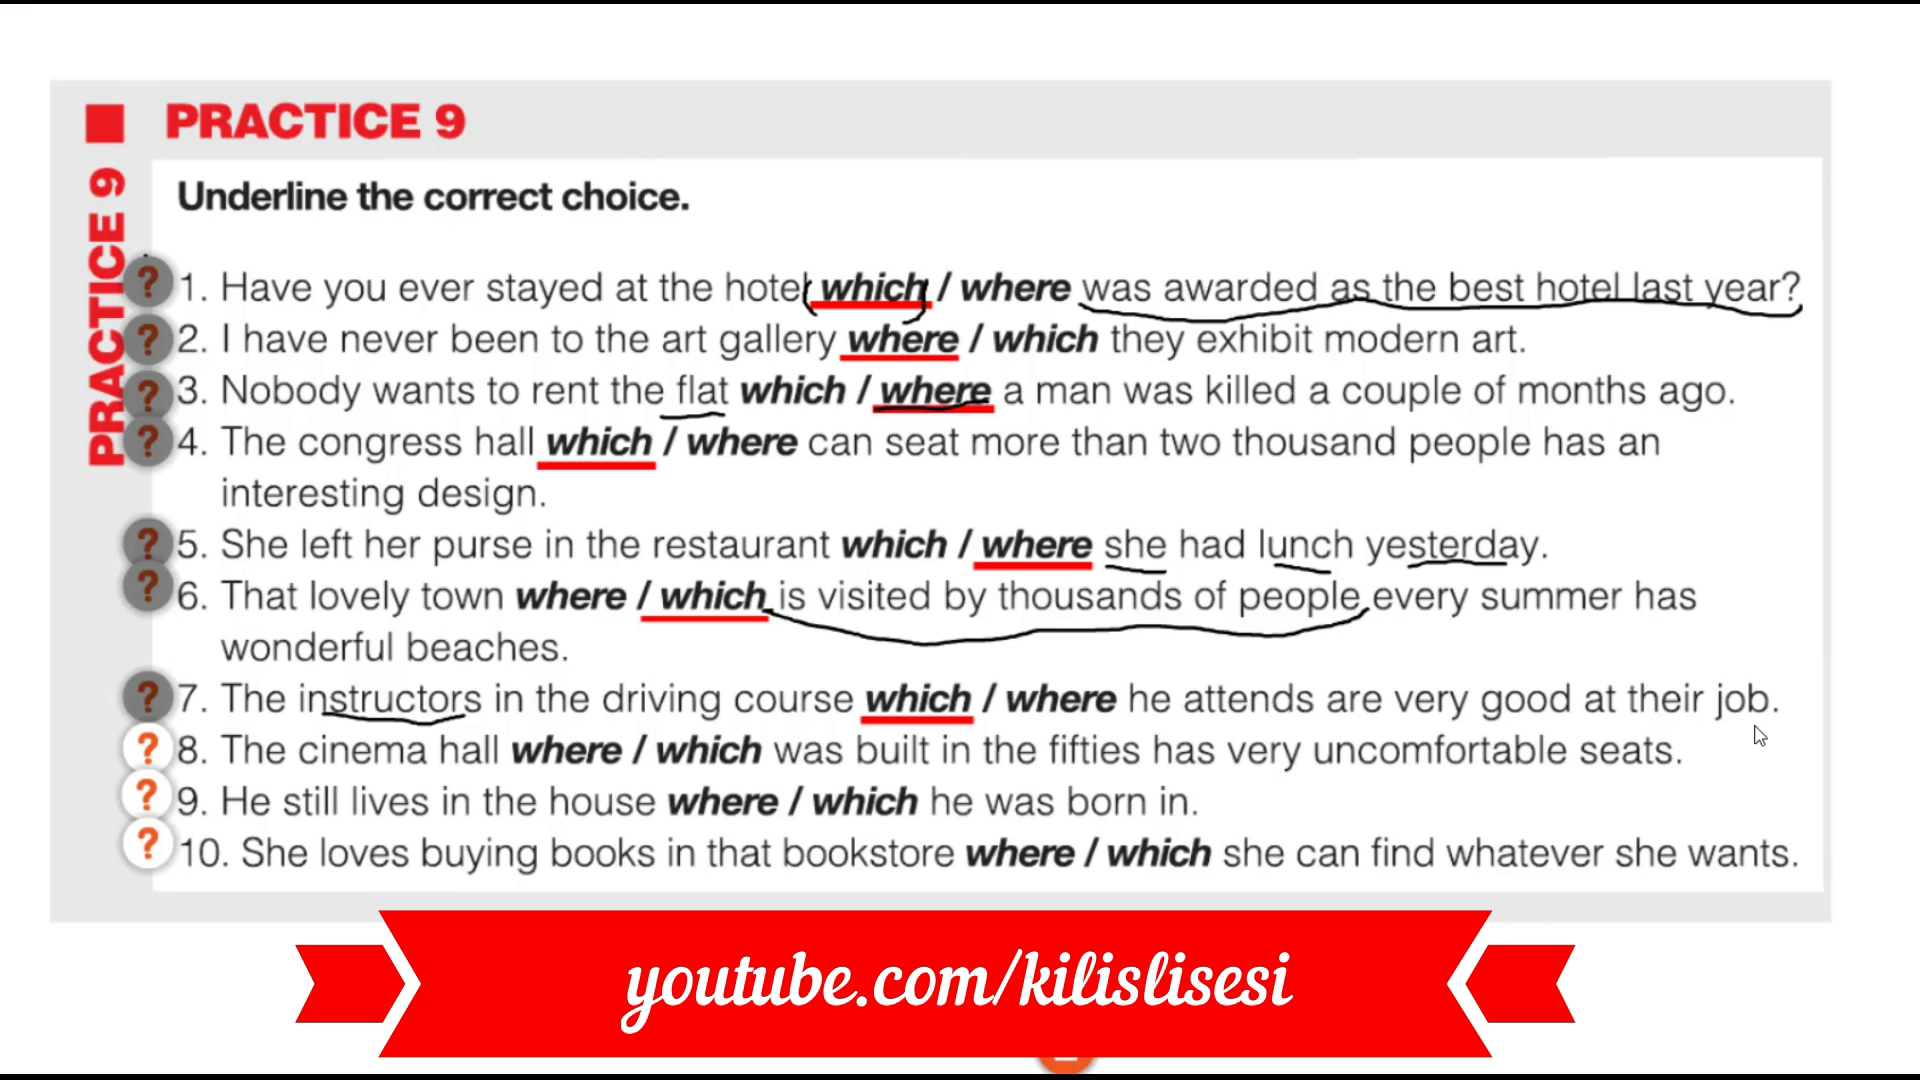 PRACTICE 9
PRACTICE 9
Underline the correct choice.
? 1. Have you ever stayed at the hotel which / where was awarded as the best hotel last year?
? 2. I have never been to the art gallery where / which they exhibit modern art.
? 3. Nobody wants to rent the flat which / where a man was killed a couple of months ago.
? 4. The congress hall which / where can seat more than two thousand people has an
interesting design.
? 5. She left her purse in the restaurant which / where she had lunch yesterday.
? 6. That lovely town where / which is visited by thousands of people every summer has
wonderful beaches.
? 7. The instructors in the driving course which / where he attends are very good at their job.
? 8. The cinema hall where / which was built in the fifties has very uncomfortable seats.
? 9. He still lives in the house where / which he was born in.
? 10. She loves buying books in that bookstore where / which she can find whatever she wants.
youtube.com/kilislisesi